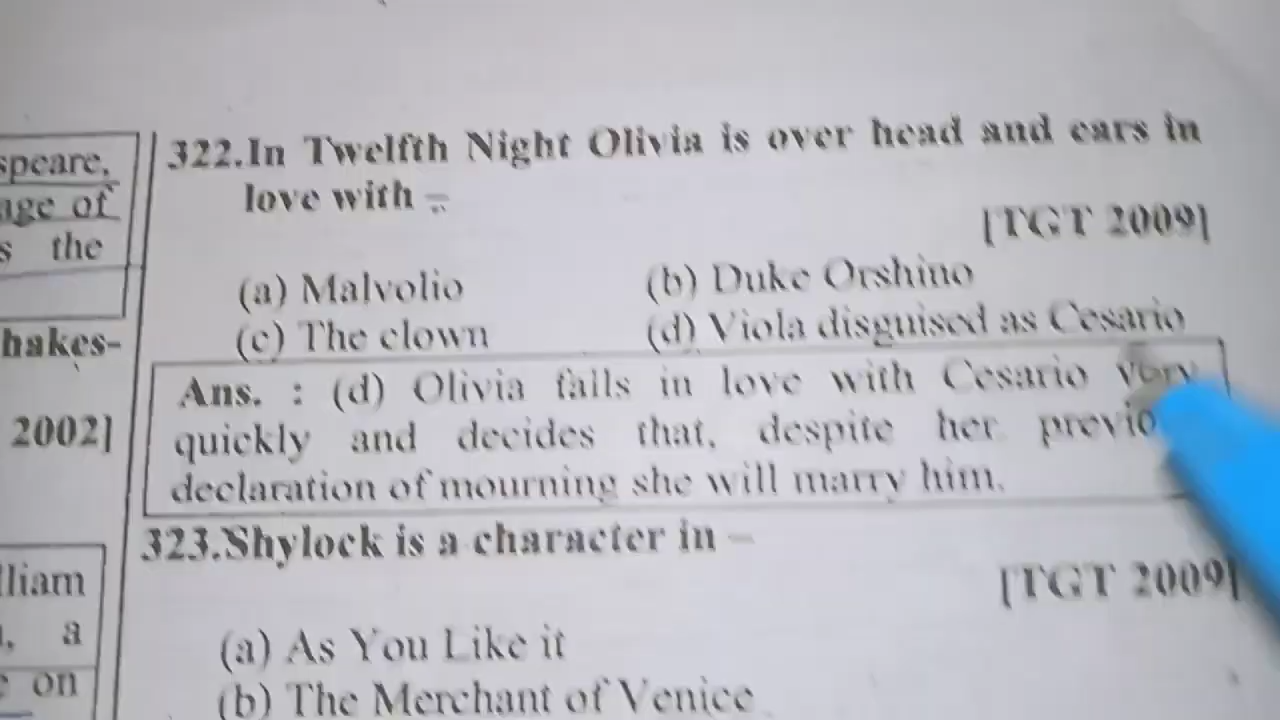 speare,
age of
s the
hakes-
2002]
lliam
, a
e on
322.In Twelfth Night Olivia is over head and ears in
love with –
[TGT 2009]
(a) Malvolio (b) Duke Orshino
(c) The clown (d) Viola disguised as Cesario
Ans. : (d) Olivia falls in love with Cesario very
quickly and decides that, despite her previo
declaration of mourning she will marry him.
323.Shylock is a character in –
[TGT 2009]
(a) As You Like it
(b) The Merchant of Venice